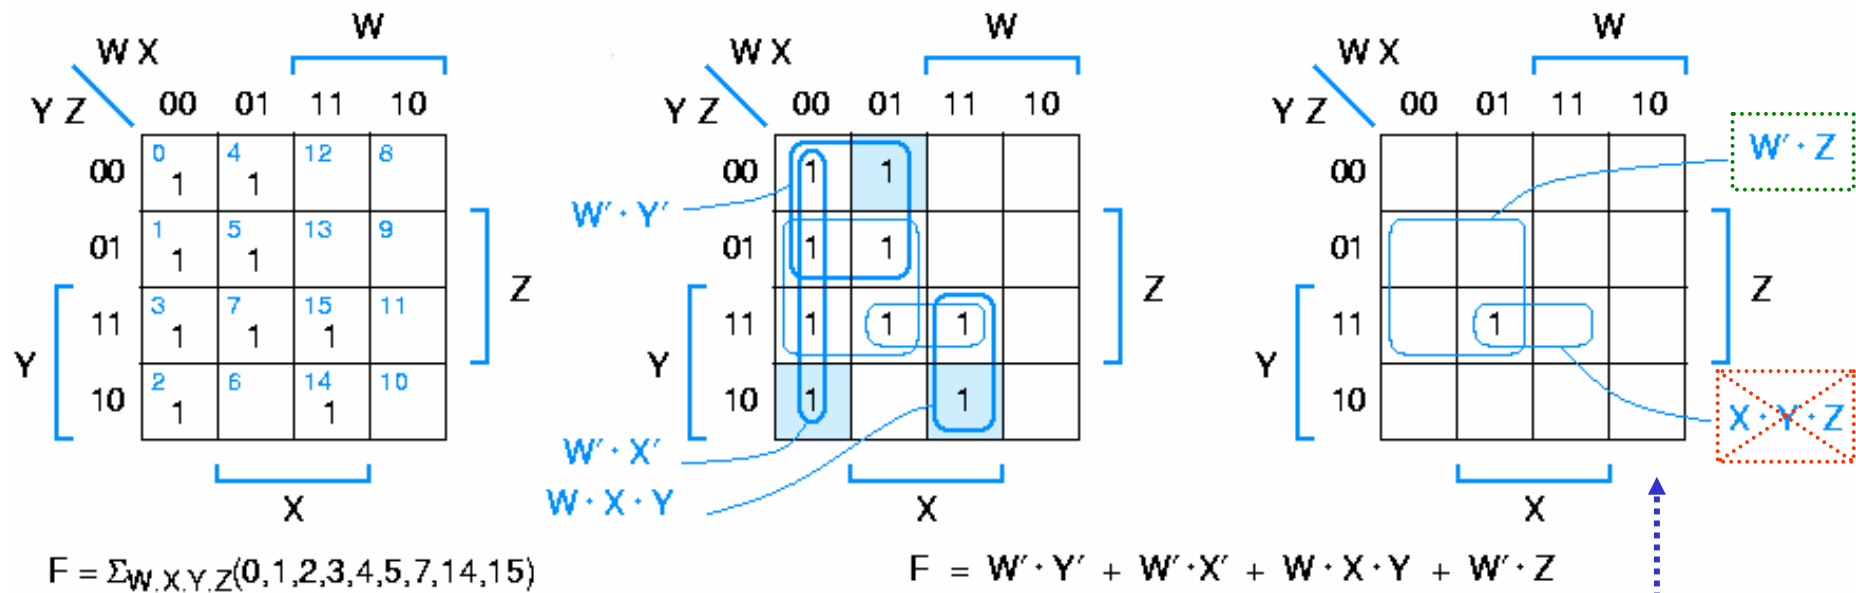 W
W X
Y Z
00 01 11 10
00
0 4 12 8
1 1
01
1 5 13 9
1 1
Z
11
3 7 15 11
1 1 1
Y
10
2 6 14 10
1 1
X
F = Σ W,X,Y,Z(0,1,2,3,4,5,7,14,15)
W
W X
Y Z
00 01 11 10
00 1 1
W′ · Y′
01 1 1
Z
11 1 1 1
Y
10 1 1
W′ · X′
W · X · Y
X
W
W X
Y Z
00 01 11 10
W′ · Z
00
01
Z
11 1
Y
10
X · Y · Z
X
F = W′ · Y′ + W′ · X′ + W · X · Y + W′ · Z